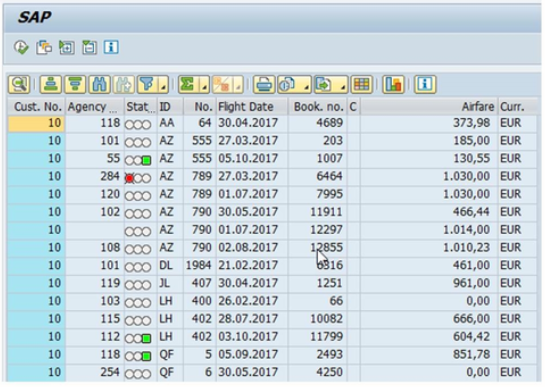 SAP
Cust. No. Agency ... Stat... ID No. Flight Date Book. no. C Airfare Curr.
10 118 AA 64 30.04.2017 4689 373,98 EUR
10 101 AZ 555 27.03.2017 203 185,00 EUR
10 55 AZ 555 05.10.2017 1007 130,55 EUR
10 284 AZ 789 27.03.2017 6464 1.030,00 EUR
10 120 AZ 789 01.07.2017 7995 1.030,00 EUR
10 102 AZ 790 30.05.2017 11911 466,44 EUR
10 AZ 790 01.07.2017 12297 1.014,00 EUR
10 108 AZ 790 02.08.2017 12855 1.010,23 EUR
10 101 DL 1984 21.02.2017 6316 461,00 EUR
10 119 JL 407 30.04.2017 1251 961,00 EUR
10 103 LH 400 26.02.2017 66 0,00 EUR
10 115 LH 402 28.07.2017 10082 666,00 EUR
10 112 LH 402 03.10.2017 11799 604,42 EUR
10 118 QF 5 05.09.2017 2493 851,78 EUR
10 254 QF 6 30.05.2017 4250 0,00 EUR